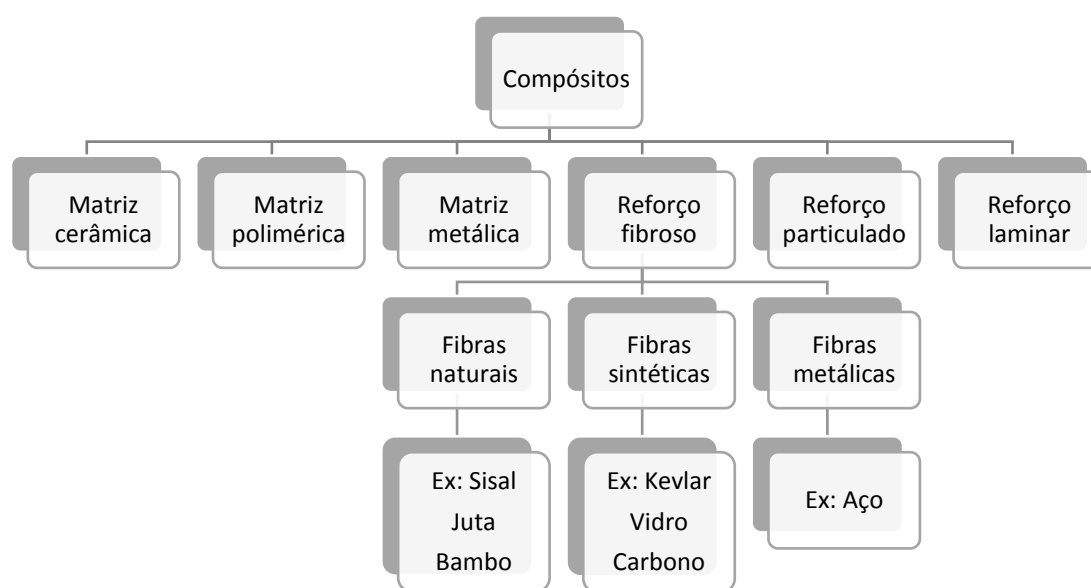 Compósitos
Matriz
cerâmica
Matriz
polimérica
Matriz
metálica
Reforço
fibroso
Reforço
particulado
Reforço
laminar
Fibras
naturais
Fibras
sintéticas
Fibras
metálicas
Ex: Sisal
Juta
Bambo
Ex: Kevlar
Vidro
Carbono
Ex: Aço